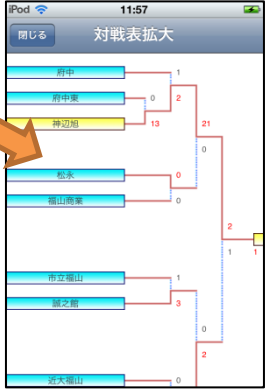 iPod 11:57
閉じる 対戦表拡大
府中 1
府中東 0 2
神辺旭 13 21
松永 0
0
福山商業 0
2
1 1
市立福山 1
誠之館 3
0
2
近大福山 0